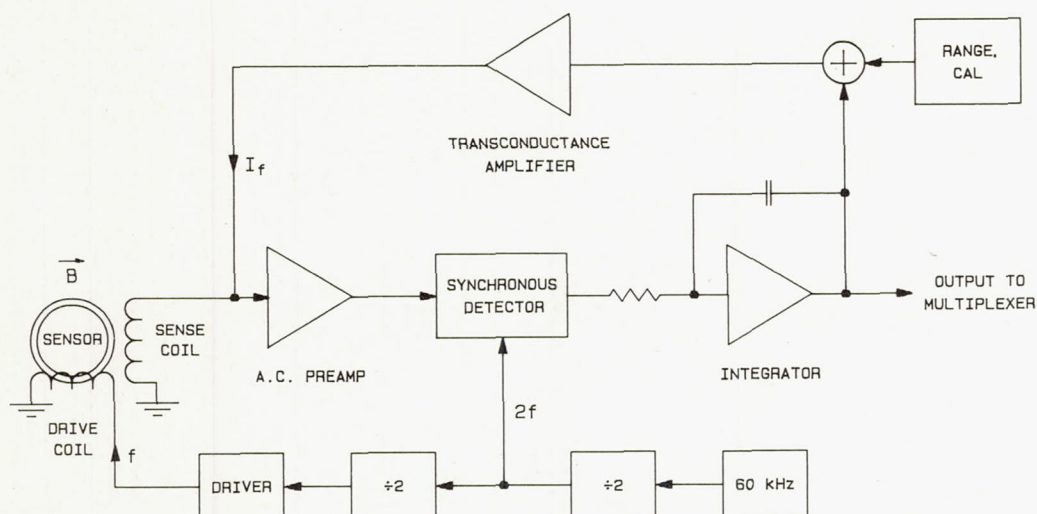 RANGE,
CAL
+
TRANSCONDUCTANCE
AMPLIFIER
I_f
B
SENSOR
SENSE
COIL
A.C. PREAMP
SYNCHRONOUS
DETECTOR
INTEGRATOR
OUTPUT TO
MULTIPLEXER
DRIVE
COIL
f
2f
DRIVER
÷2
÷2
60 kHz